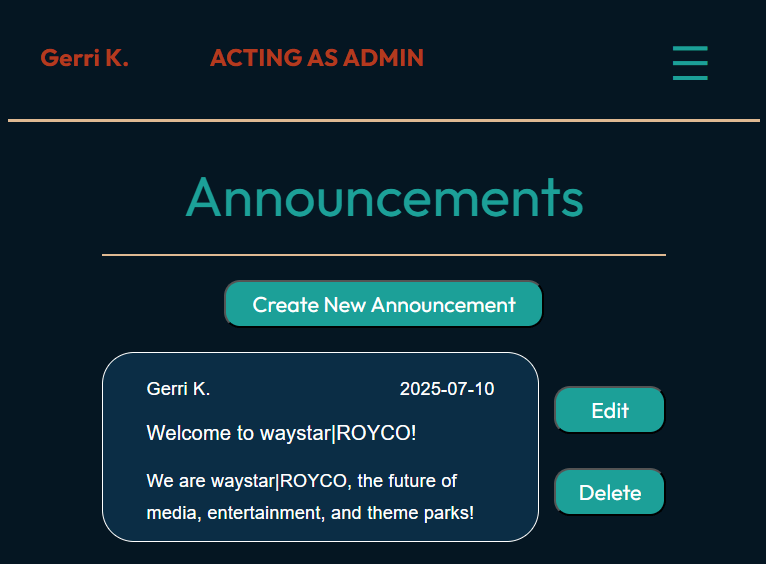 Gerri K. ACTING AS ADMIN
Announcements
Create New Announcement
Gerri K. 2025-07-10
Welcome to waystar|ROYCO!
We are waystar|ROYCO, the future of
media, entertainment, and theme parks!
Edit
Delete